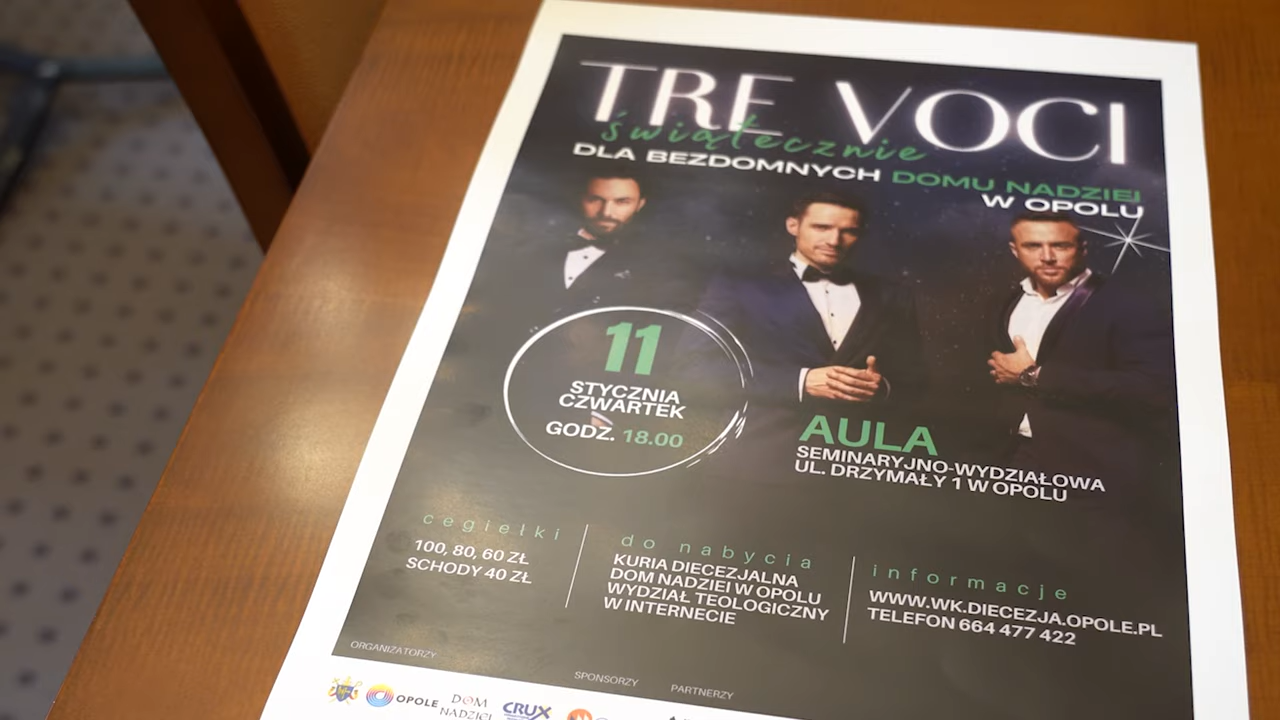 TRE VOCI
świątecznie
DLA BEZDOMNYCH DOMU NADZIEI
W OPOLU
11
STYCZNIA
CZWARTEK
GODZ. 18.00
AULA
SEMINARYJNO-WYDZIAŁOWA
UL. DRZYMAŁY 1 W OPOLU
cegiełki
100, 80, 60 ZŁ
SCHODY 40 ZŁ
do nabycia
KURIA DIECEZJALNA
DOM NADZIEI W OPOLU
WYDZIAŁ TEOLOGICZNY
W INTERNECIE
informacje
WWW.WK.DIECEZJA.OPOLE.PL
TELEFON 664 477 422
ORGANIZATORZY
SPONSORZY
PARTNERZY
OPOLE
DOM
NADZIEI
CRUX